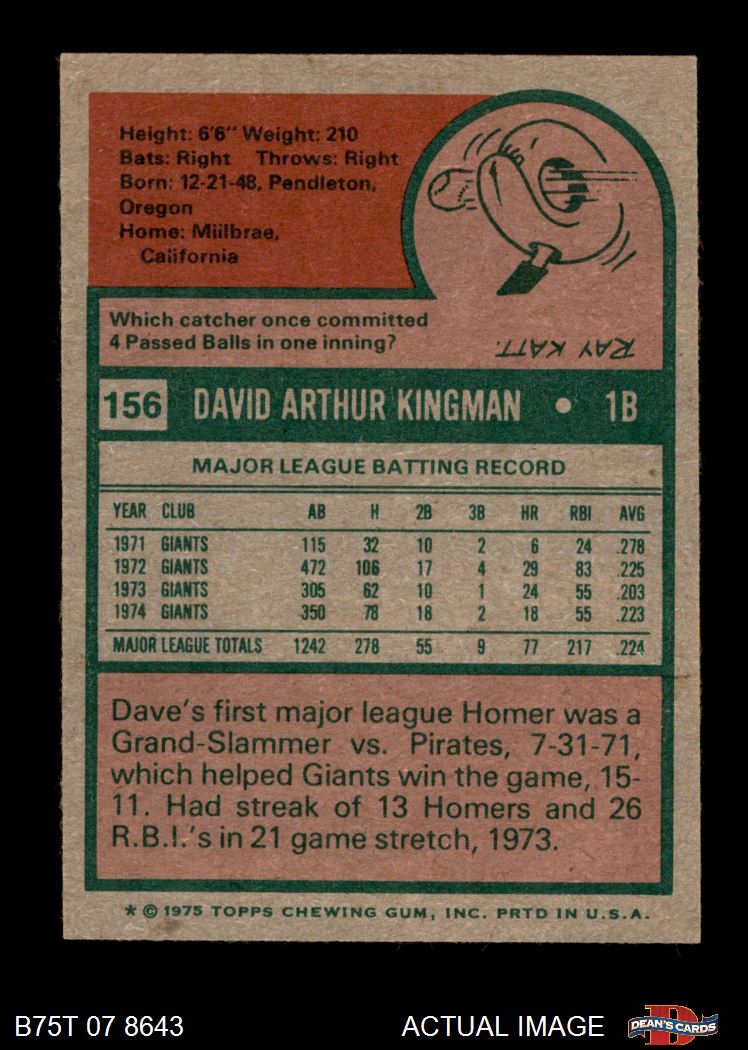 Height: 6'6" Weight: 210
Bats: Right Throws: Right
Born: 12-21-48, Pendleton,
Oregon
Home: Millbrae,
California
Which catcher once committed
4 Passed Balls in one inning?
RAY KATT.
156 DAVID ARTHUR KINGMAN • 1B
MAJOR LEAGUE BATTING RECORD
YEAR CLUB AB H 2B 3B HR RBI AVG
1971 GIANTS 115 32 10 2 6 24 .278
1972 GIANTS 472 106 17 4 29 83 .225
1973 GIANTS 305 62 10 1 24 55 .203
1974 GIANTS 350 78 18 2 18 55 .223
MAJOR LEAGUE TOTALS 1242 278 55 9 77 217 .224
Dave's first major league Homer was a
Grand-Slammer vs. Pirates, 7-31-71,
which helped Giants win the game, 15-
11. Had streak of 13 Homers and 26
R.B.I.'s in 21 game stretch, 1973.
* © 1975 TOPPS CHEWING GUM, INC. PRTD IN U.S.A.
B75T 07 8643 ACTUAL IMAGE DEAN'S CARDS